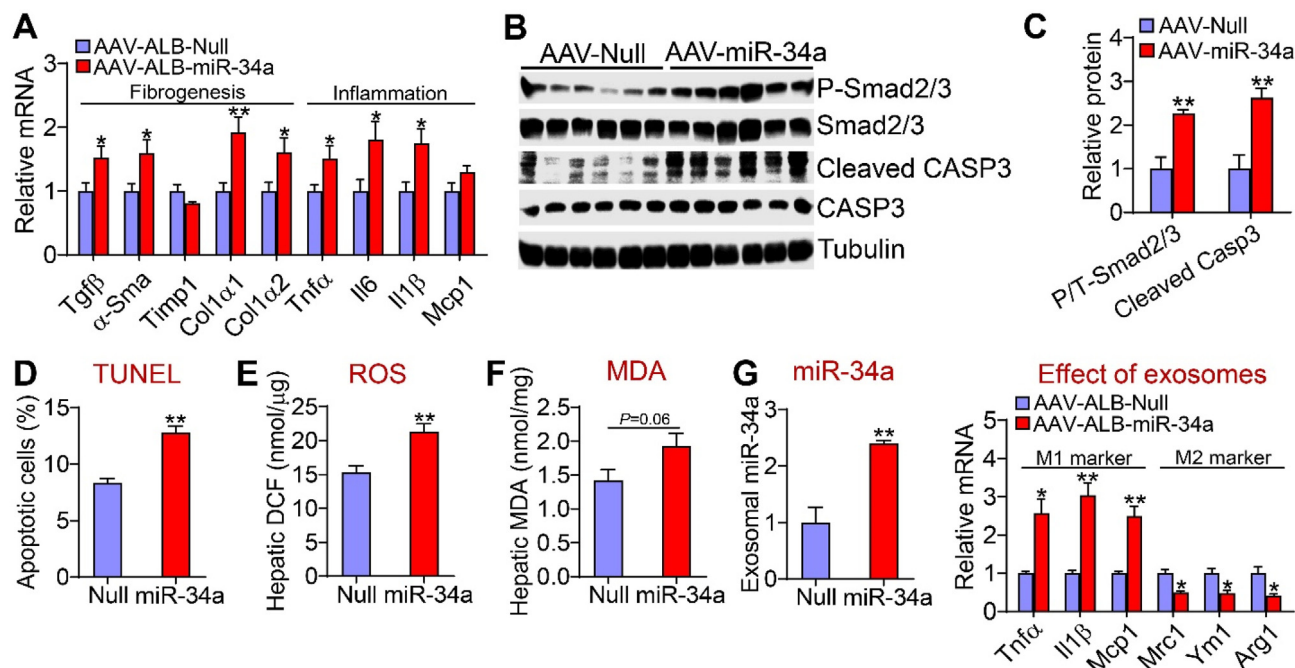 A
AAV-ALB-Null
AAV-ALB-miR-34a
Fibrogenesis
Inflammation
Relative mRNA
3
2
1
0
* * ** * * * *
Tgfβ
α-Sma
Timp1
Col1α1
Col1α2
Tnfα
Il6
Il1β
Mcp1
B
AAV-Null AAV-miR-34a
P-Smad2/3
Smad2/3
Cleaved CASP3
CASP3
Tubulin
C
AAV-Null
AAV-miR-34a
Relative protein
4
3
2
1
0
** **
P/T-Smad2/3
Cleaved Casp3
D TUNEL
Apoptotic cells (%)
15
10
5
0
**
Null miR-34a
E ROS
Hepatic DCF (nmol/μg)
25
20
15
10
5
0
**
Null miR-34a
F MDA
Hepatic MDA (nmol/mg)
2.5
2.0
1.5
1.0
0.5
0.0
P=0.06
Null miR-34a
G miR-34a
Exosomal miR-34a
3
2
1
0
**
Null miR-34a
Effect of exosomes
AAV-ALB-Null
AAV-ALB-miR-34a
M1 marker M2 marker
Relative mRNA
5
4
3
2
1
0
* ** ** * * *
Tnfα
Il1β
Mcp1
Mrc1
Ym1
Arg1